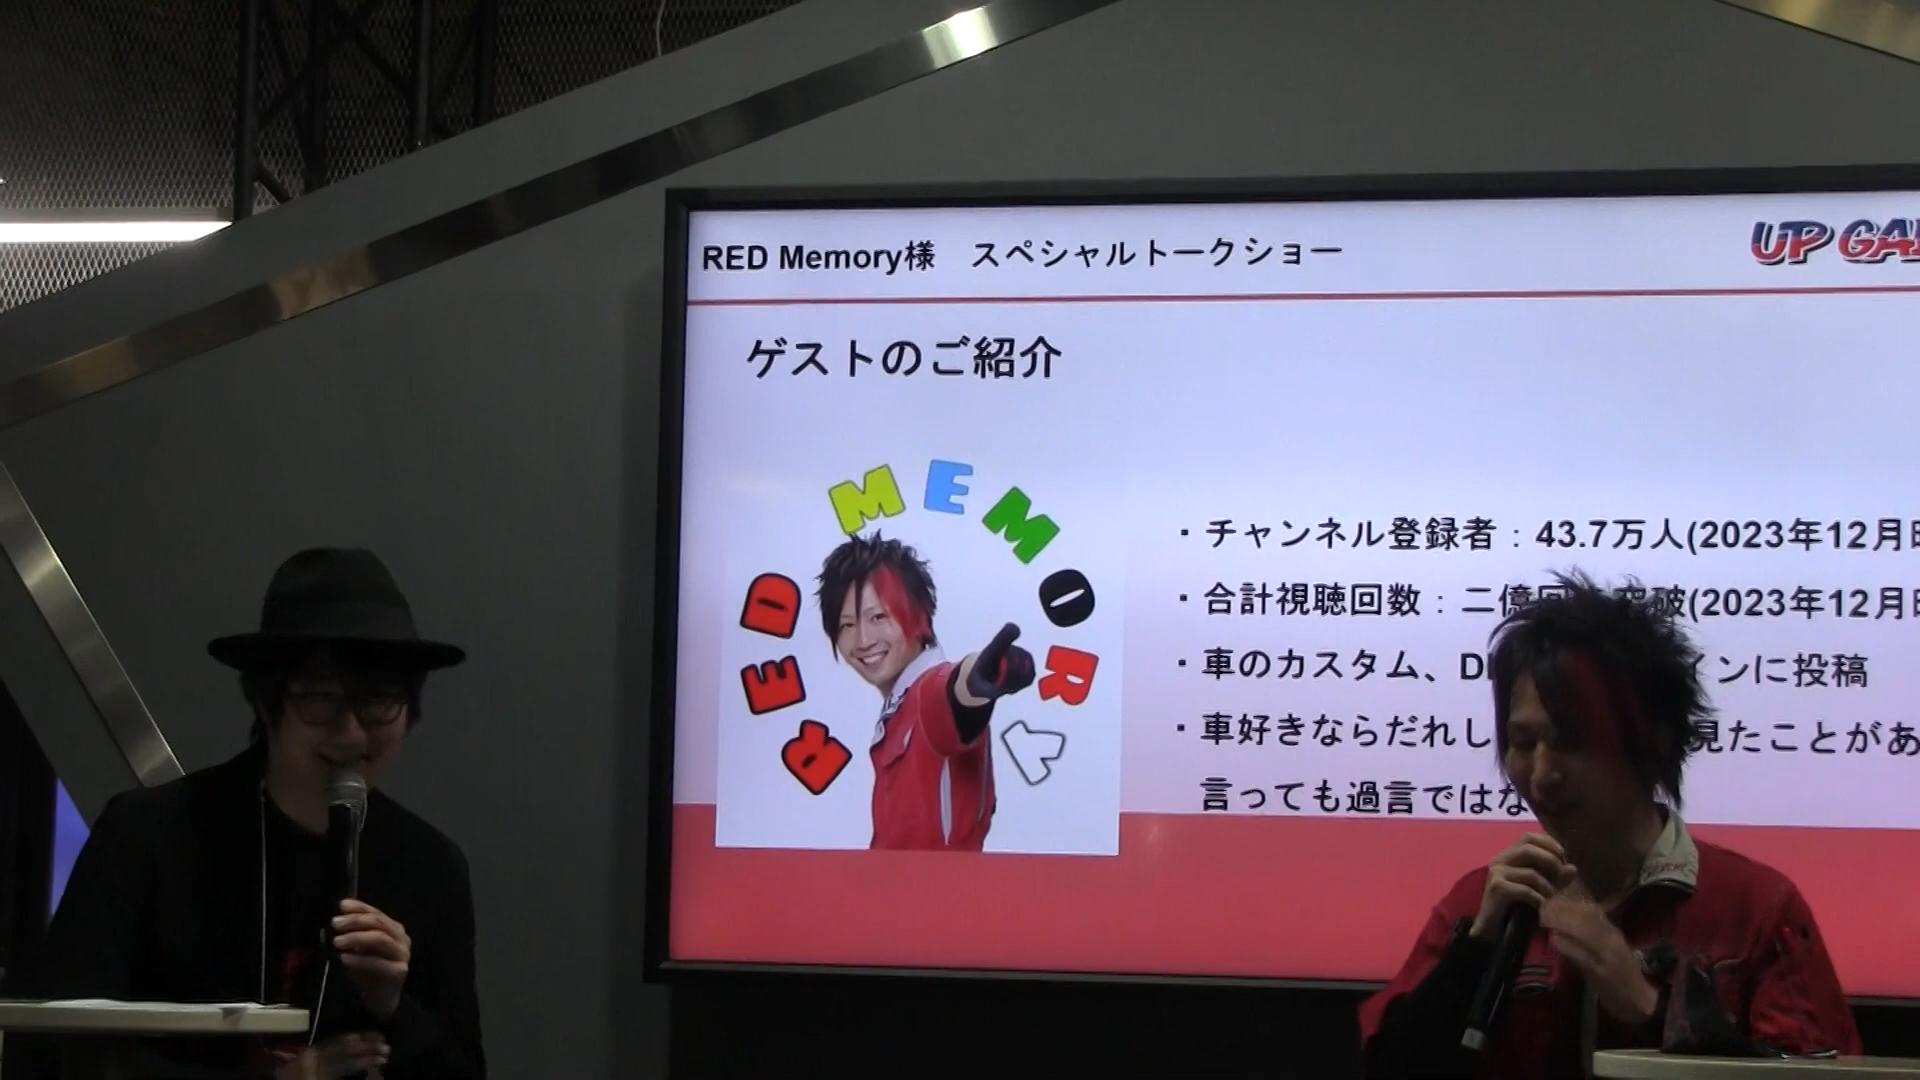 RED Memory様 スペシャルトークショー
UP
ゲストのご紹介
RED MEMORY
・チャンネル登録者：43.7万人(2023年12月
・合計視聴回数：二億回 突破(2023年12月
・車のカスタム、D インに投稿
・車好きならだれし 見たことがあ
言っても過言ではな